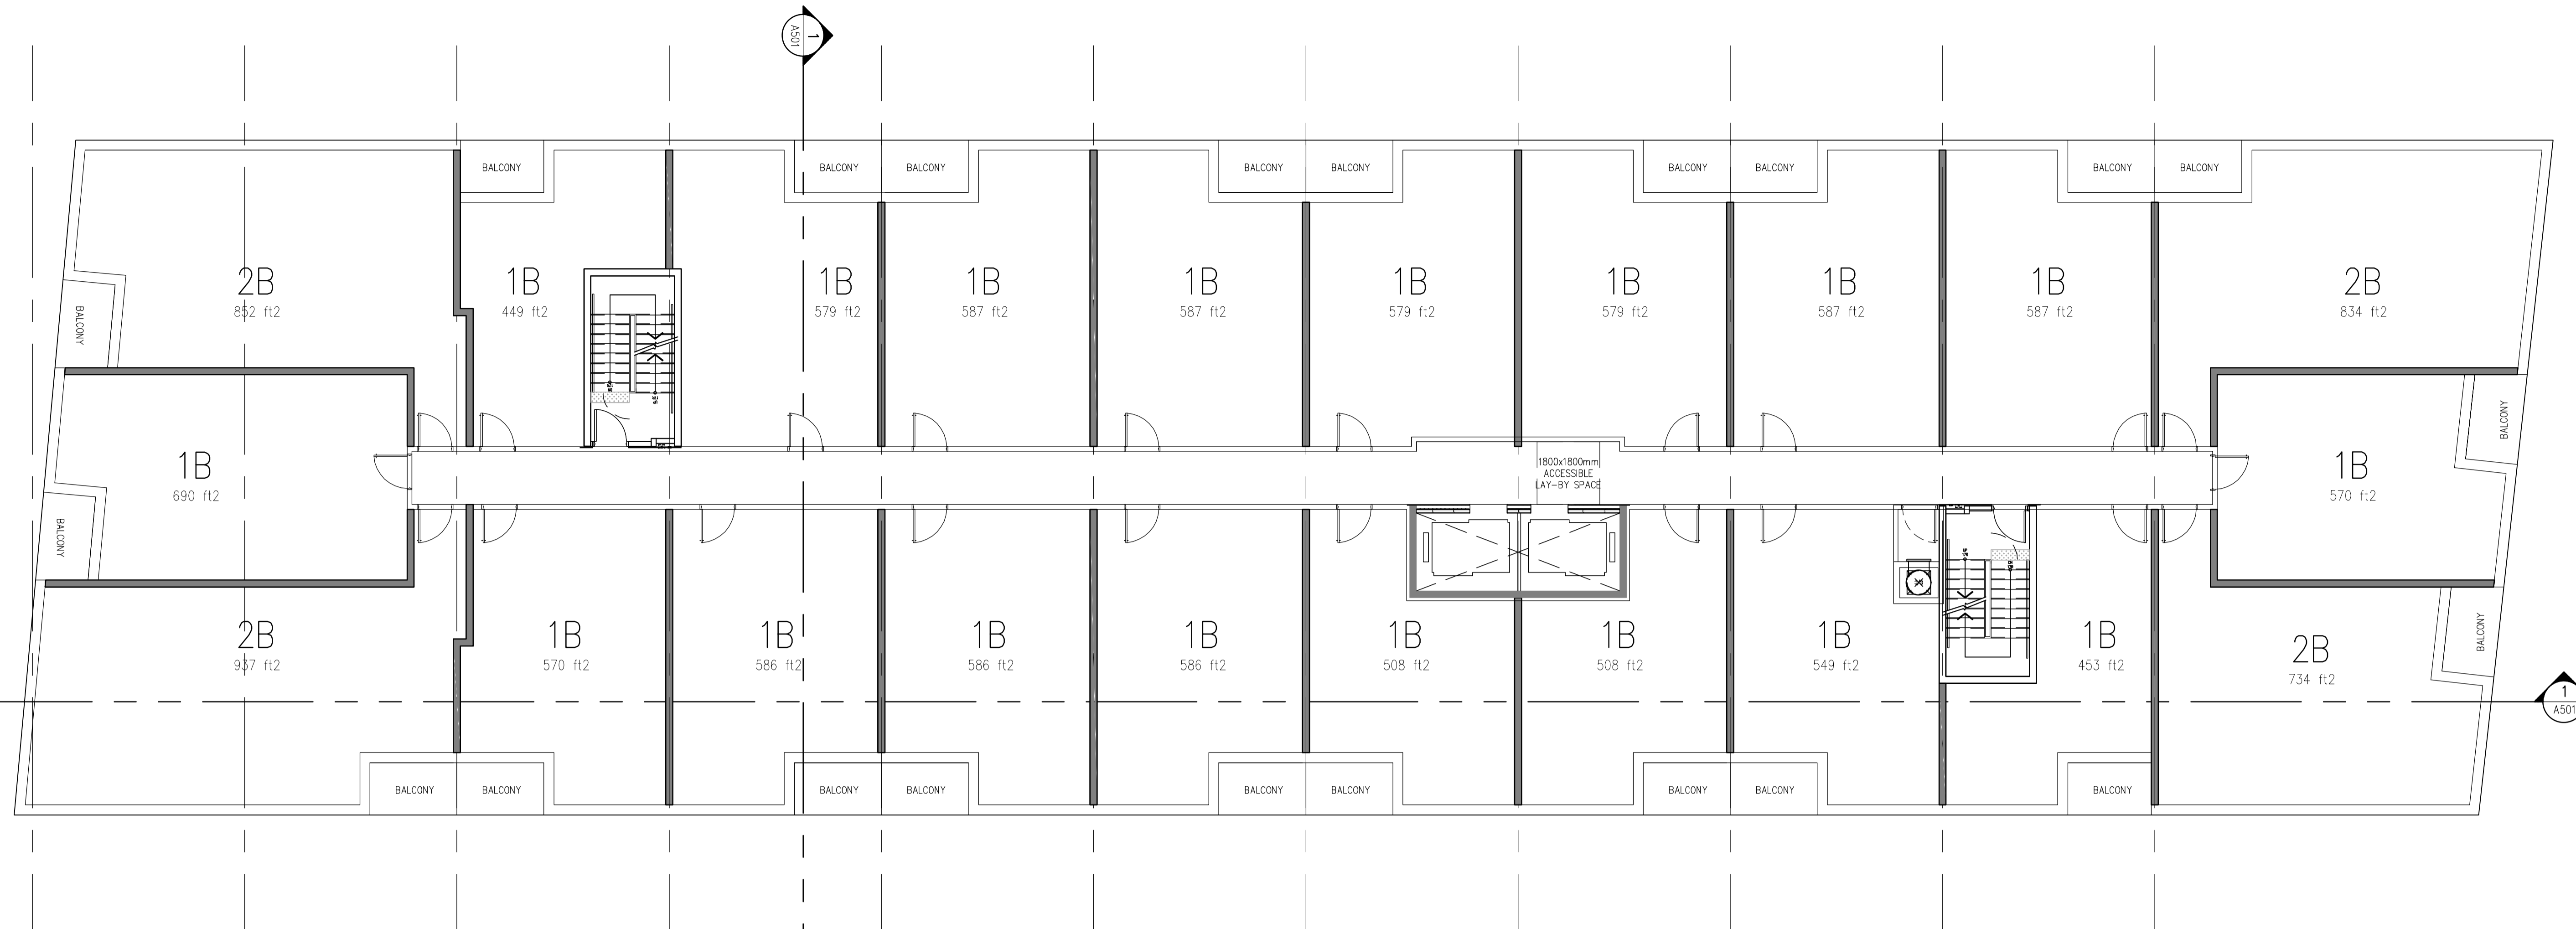 1
A501
BALCONY
BALCONY
BALCONY
BALCONY
BALCONY
BALCONY
BALCONY
BALCONY
BALCONY
2B
852 ft2
1B
449 ft2
1B
579 ft2
1B
587 ft2
1B
587 ft2
1B
579 ft2
1B
579 ft2
1B
587 ft2
1B
587 ft2
2B
834 ft2
BALCONY
BALCONY
1B
690 ft2
1800x1800mm
ACCESSIBLE
LAY-BY SPACE
1B
570 ft2
BALCONY
BALCONY
2B
937 ft2
1B
570 ft2
1B
586 ft2
1B
586 ft2
1B
586 ft2
1B
508 ft2
1B
508 ft2
1B
549 ft2
1B
453 ft2
2B
734 ft2
1
A501
BALCONY
BALCONY
BALCONY
BALCONY
BALCONY
BALCONY
BALCONY
BALCONY
BALCONY